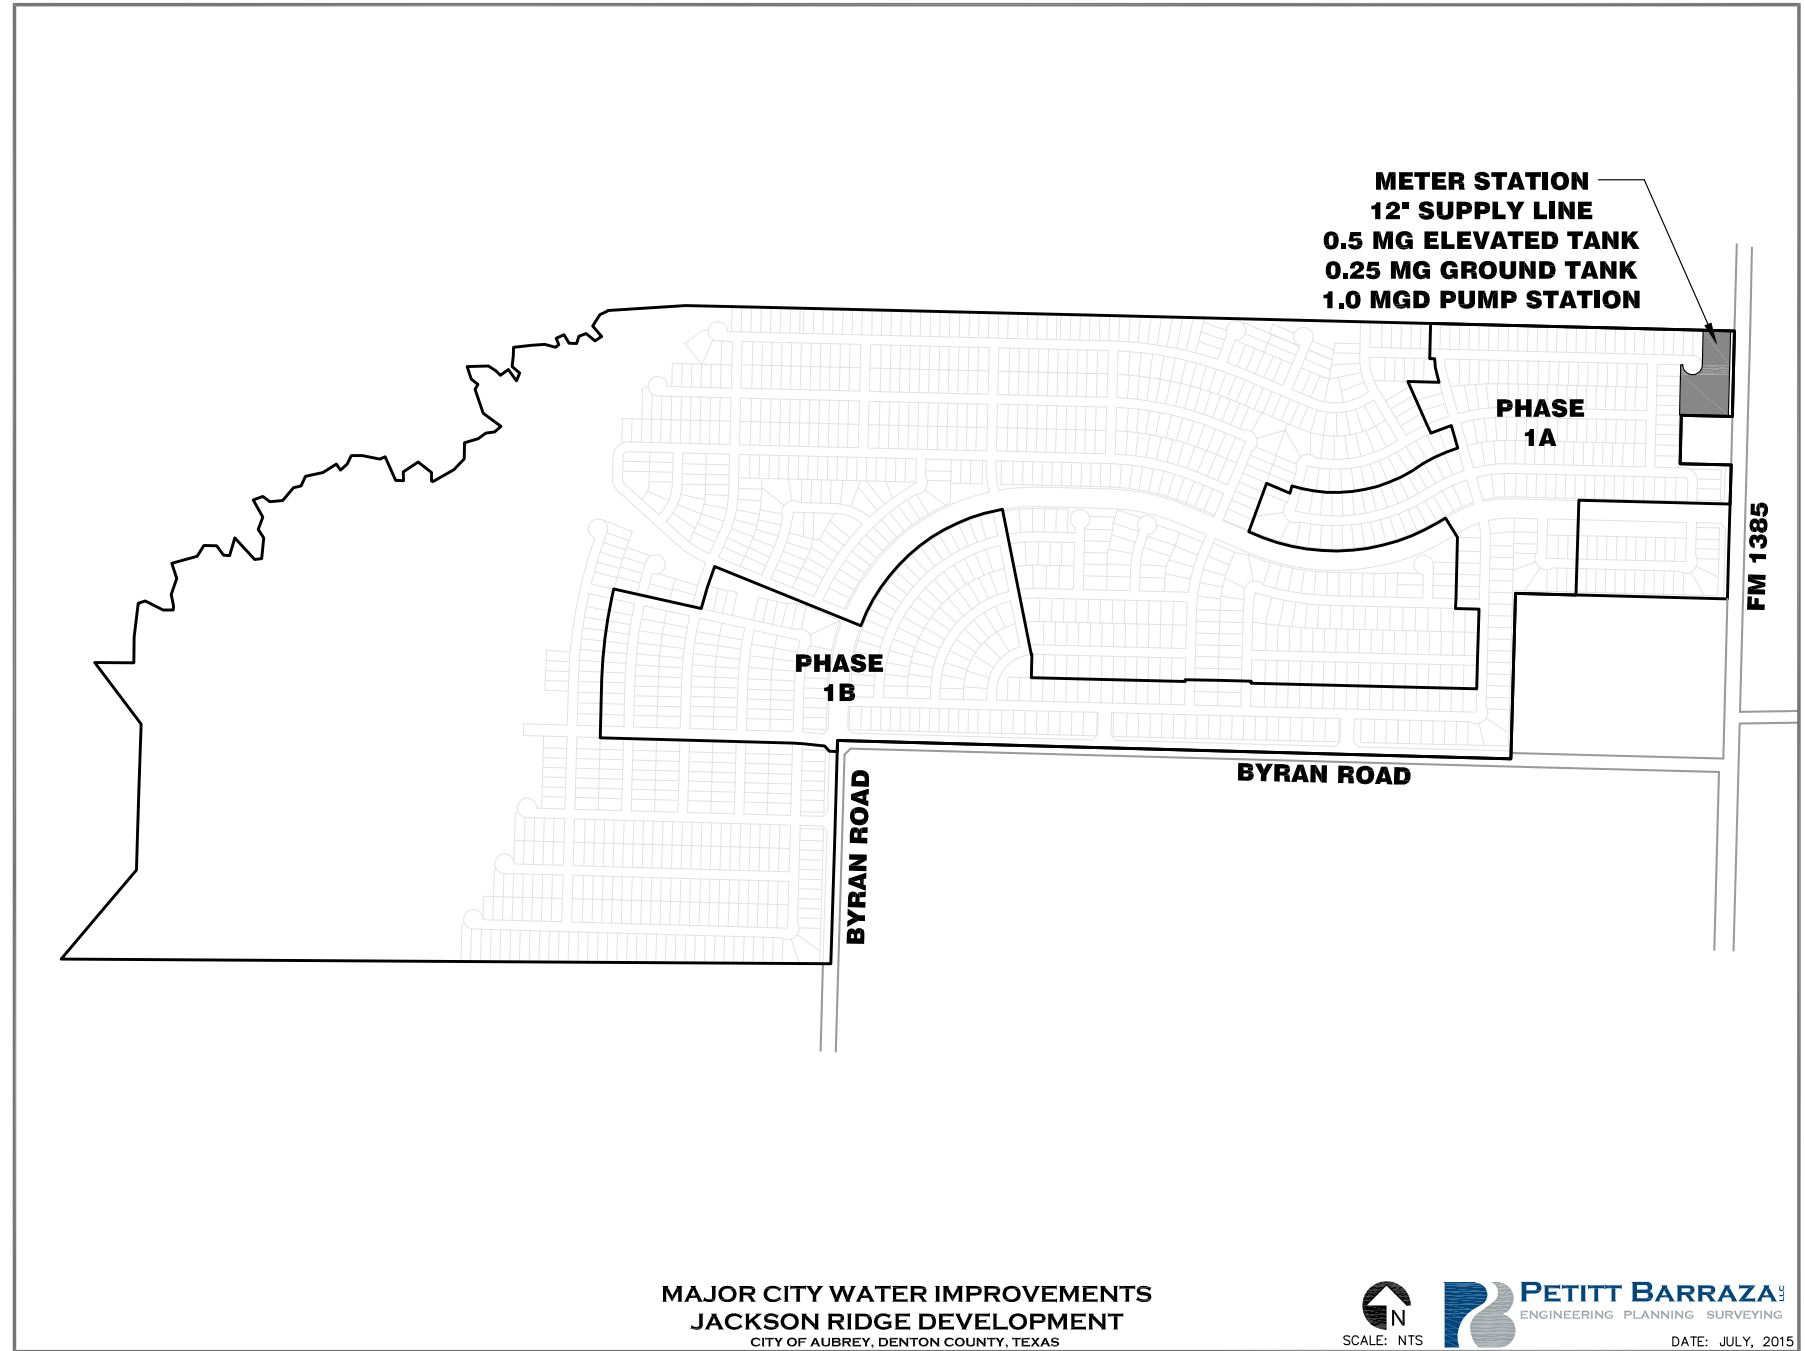 METER STATION
12" SUPPLY LINE
0.5 MG ELEVATED TANK
0.25 MG GROUND TANK
1.0 MGD PUMP STATION
PHASE
1A
FM 1385
PHASE
1B
BYRAN ROAD
BYRAN ROAD
MAJOR CITY WATER IMPROVEMENTS
JACKSON RIDGE DEVELOPMENT
CITY OF AUBREY, DENTON COUNTY, TEXAS
N
SCALE: NTS
PETITT BARRAZA LLC
ENGINEERING PLANNING SURVEYING
DATE: JULY, 2015